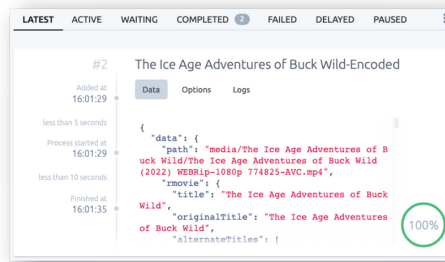 LATEST ACTIVE WAITING COMPLETED 2 FAILED DELAYED PAUSED
#2
The Ice Age Adventures of Buck Wild-Encoded
Added at
16:01:29
Data Options Logs
less than 5 seconds
Process started at
16:01:29
less than 10 seconds
Finished at
16:01:35
{
"data": {
"path": "media/The Ice Age Adventures of B
uck Wild/The Ice Age Adventures of Buck Wild
(2022) WEBRip-1080p 774825-AVC.mp4",
"rmovie": {
"title": "The Ice Age Adventures of Buck
Wild",
"originalTitle": "The Ice Age Adventures
of Buck Wild",
"alternateTitles": [
100%